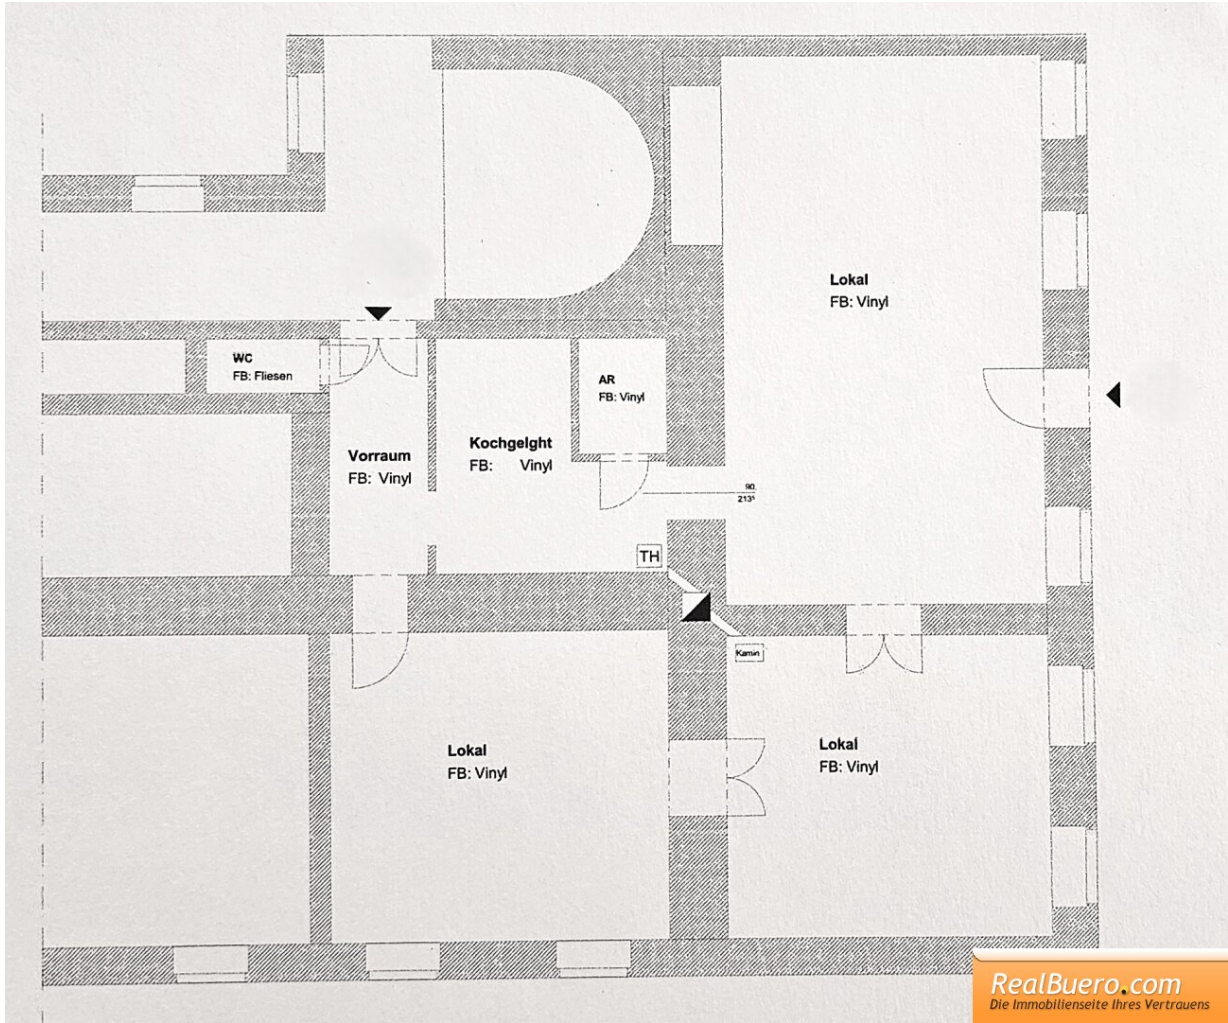 Lokal
FB: Vinyl
WC
FB: Fliesen
AR
FB: Vinyl
Kochgelght
FB: Vinyl
Vorraum
FB: Vinyl
90
213⁵
TH
Kamin
Lokal
FB: Vinyl
Lokal
FB: Vinyl
RealBuero.com
Die Immobilienseite Ihres Vertrauens